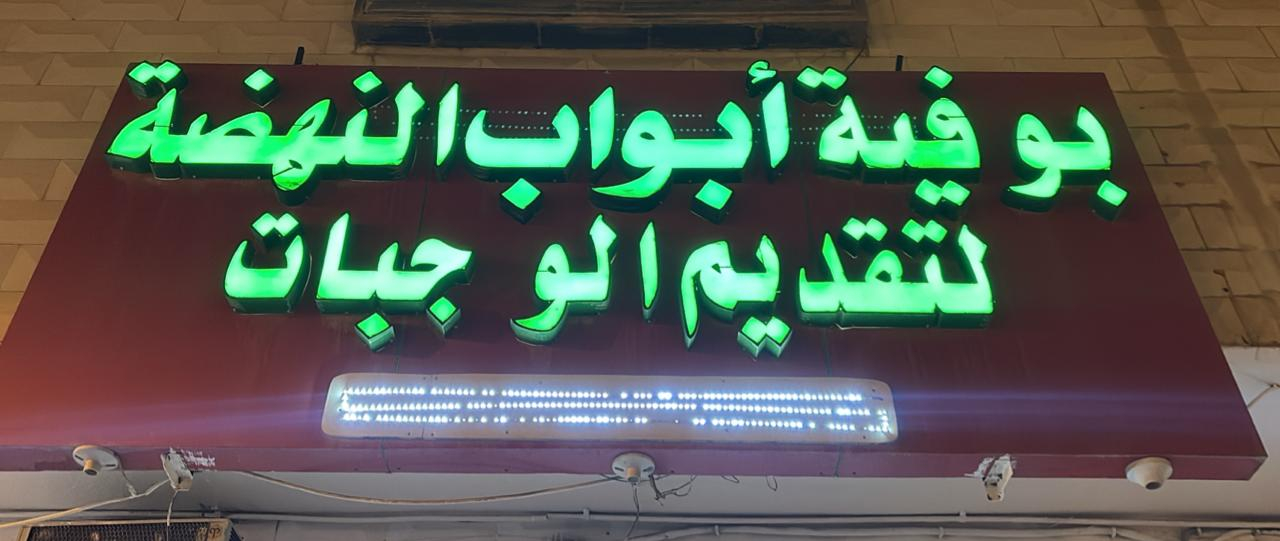 بوفية أبواب النهضة
لتقديم الوجبات